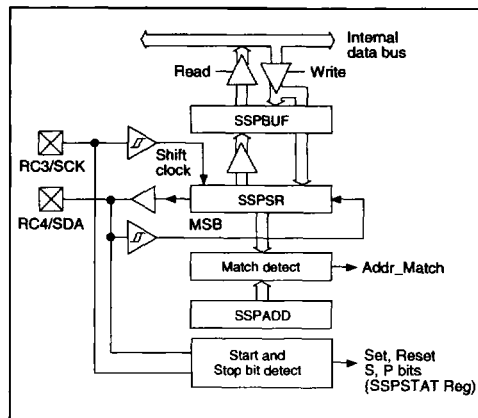 Internal
data bus
Read
Write
SSPBUF
RC3/SCK
Shift
clock
SSPSR
RC4/SDA
MSB
Match detect
Addr_Match
SSPADD
Start and
Stop bit detect
Set, Reset
S, P bits
{SSPSTAT Reg)